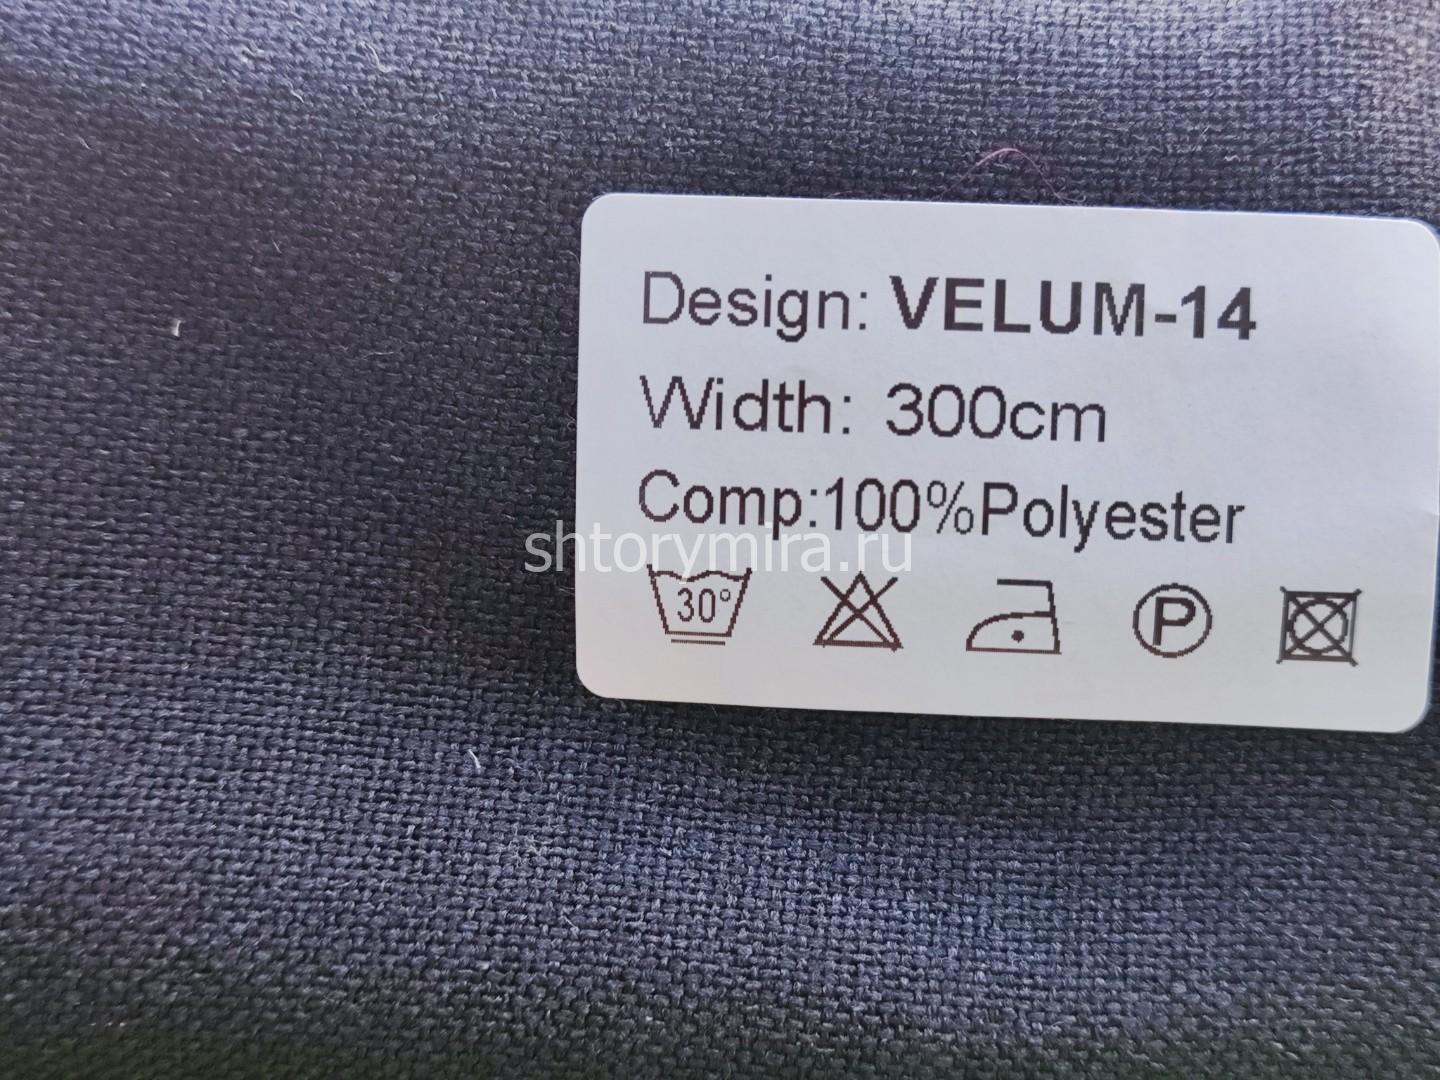 Design: VELUM-14
Width: 300cm
Comp:100%Polyester
shtorymira.ru
30°
P